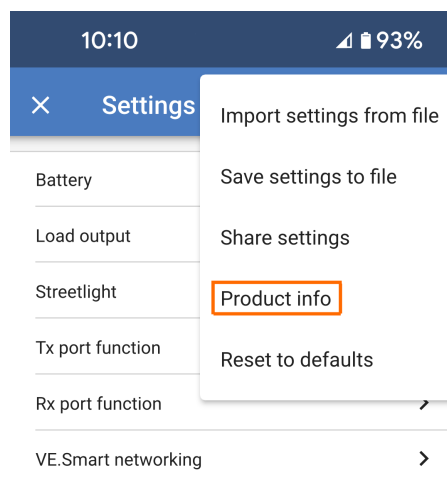 10:10 93%
Settings
Import settings from file
Save settings to file
Share settings
Product info
Reset to defaults
Battery
Load output
Streetlight
Tx port function
Rx port function
VE.Smart networking